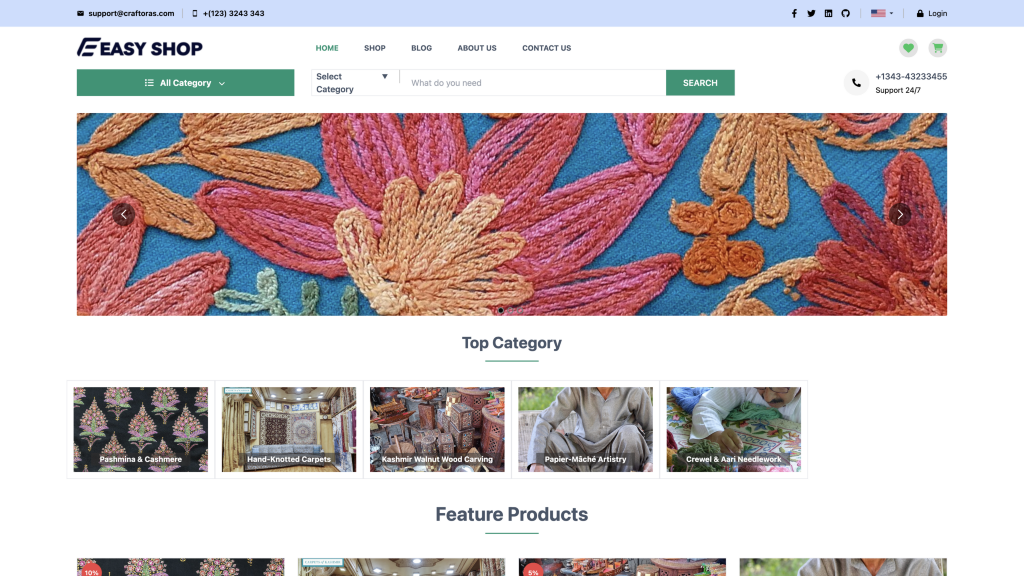 support@craftoras.com
+(123) 3243 343
Login
EASY SHOP
HOME
SHOP
BLOG
ABOUT US
CONTACT US
All Category
Select Category
What do you need
SEARCH
+1343-43233455
Support 24/7
Top Category
Pashmina & Cashmere
Hand-Knotted Carpets
Kashmir Walnut Wood Carving
Papier-Mâché Artistry
Crewel & Aari Needlework
Feature Products
10%
5%